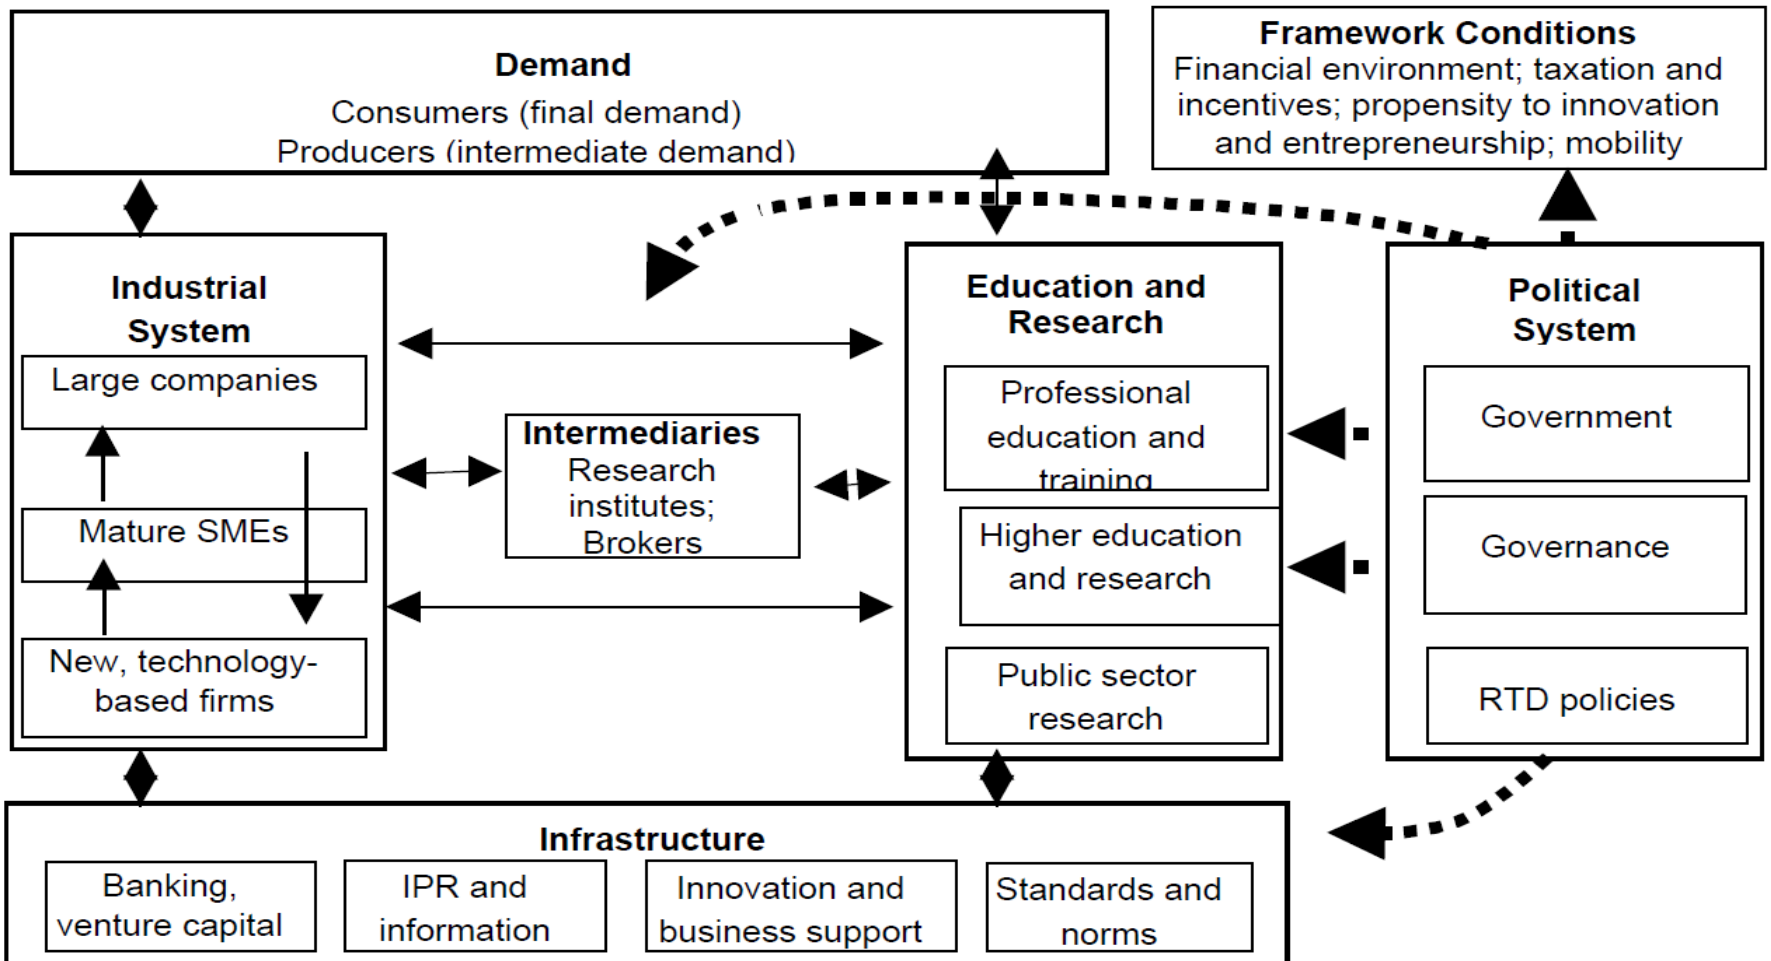 Demand
Consumers (final demand)
Producers (intermediate demand)
Framework Conditions
Financial environment; taxation and
incentives; propensity to innovation
and entrepreneurship; mobility
Industrial
System
Large companies
Mature SMEs
New, technology-
based firms
Intermediaries
Research
institutes;
Brokers
Education and
Research
Professional
education and
training
Higher education
and research
Public sector
research
Political
System
Government
Governance
RTD policies
Infrastructure
Banking,
venture capital
IPR and
information
Innovation and
business support
Standards and
norms